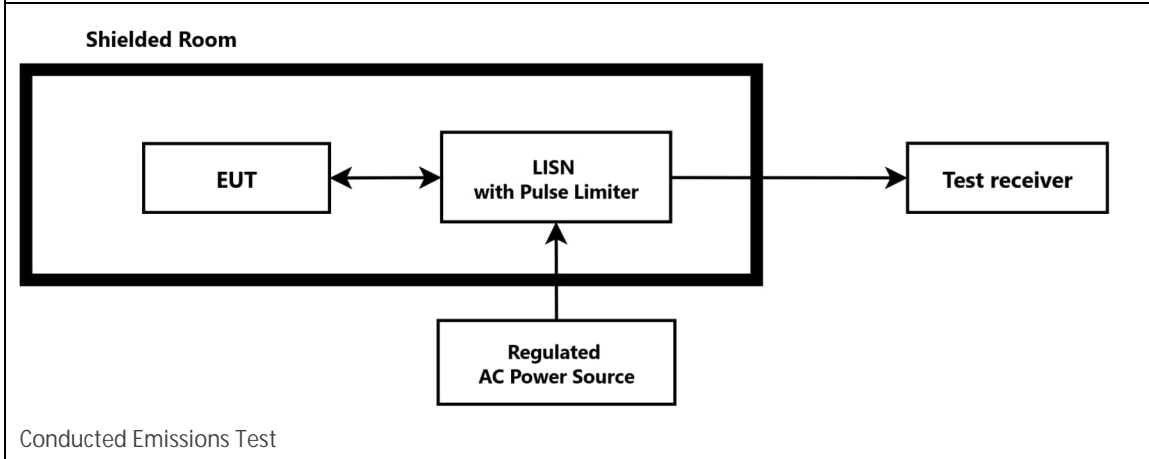 Shielded Room
EUT
LISN
with Pulse Limiter
Test receiver
Regulated
AC Power Source
Conducted Emissions Test